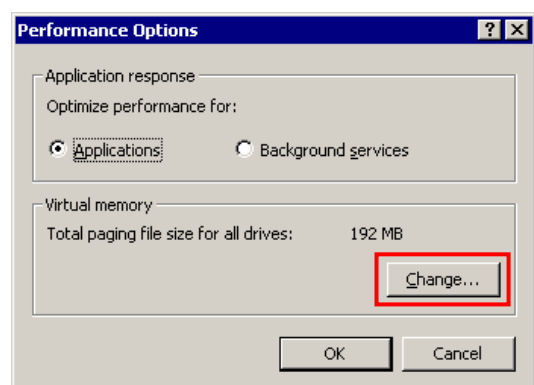 Performance Options
Application response
Optimize performance for:
Applications Background services
Virtual memory
Total paging file size for all drives: 192 MB
Change...
OK Cancel